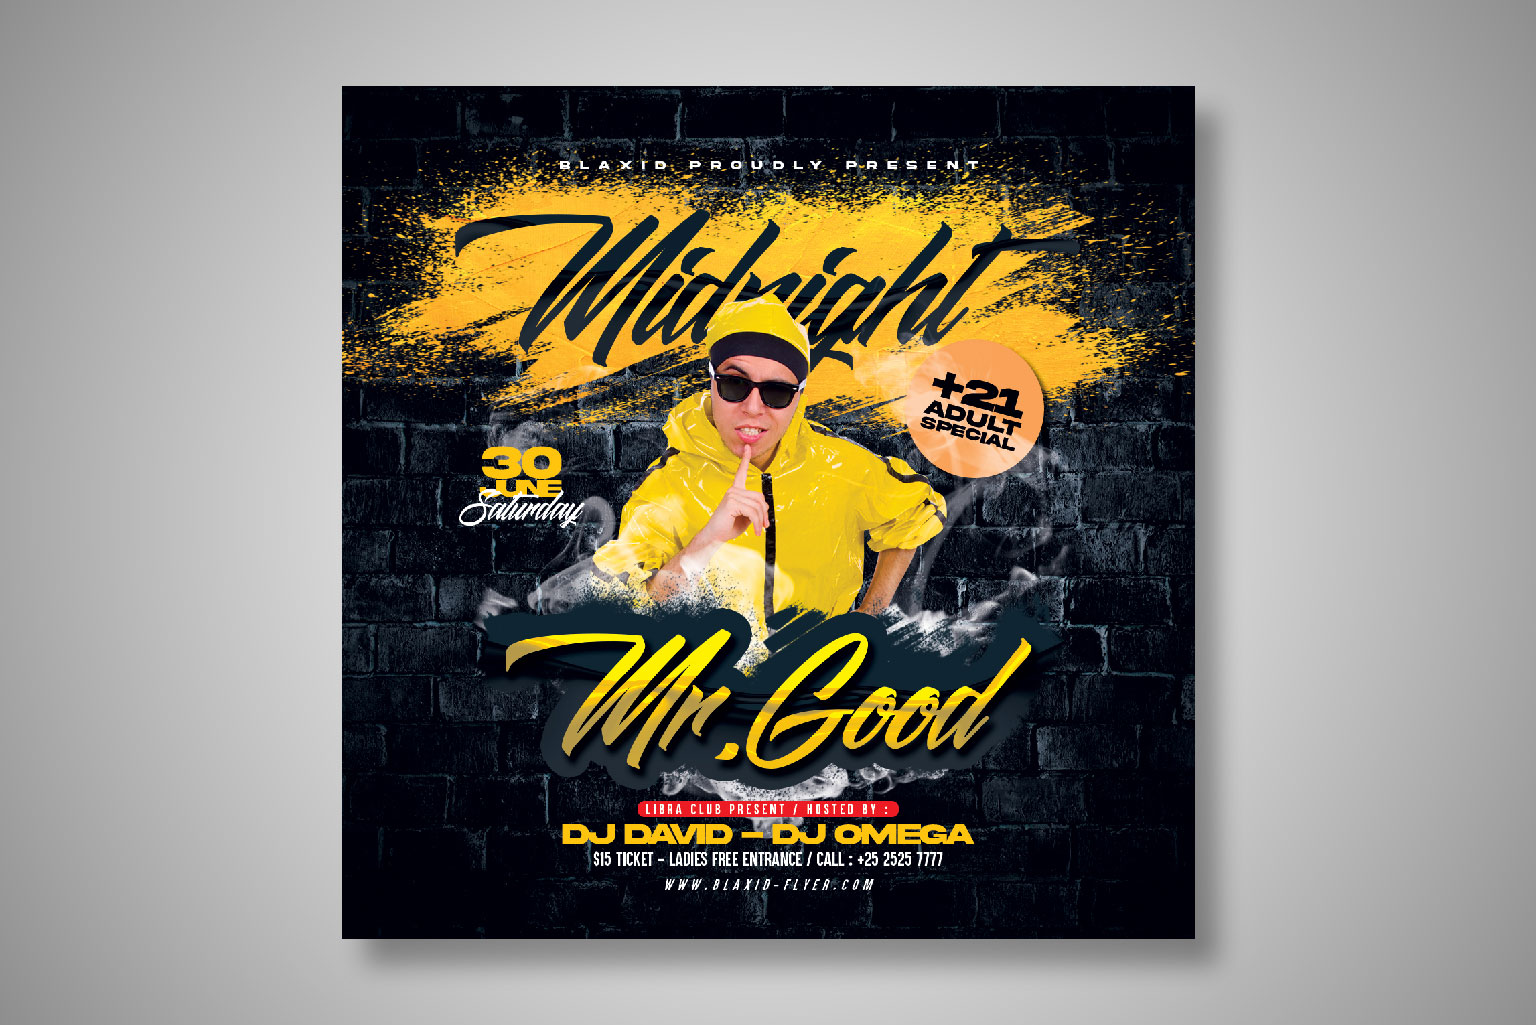 BLAXID PROUDLY PRESENT
Midnight
+21
ADULT
SPECIAL
30
JUNE
Saturday
Mr.Good
LIBRA CLUB PRESENT / HOSTED BY :
DJ DAVID – DJ OMEGA
$15 TICKET – LADIES FREE ENTRANCE / CALL : +25 2525 7777
WWW.BLAXID-FLYER.COM